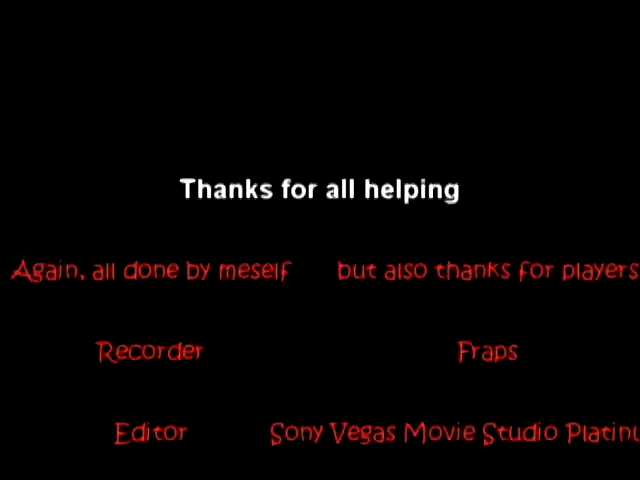 Thanks for all helping
Again, all done by meself but also thanks for players
Recorder Fraps
Editor Sony Vegas Movie Studio Platinu